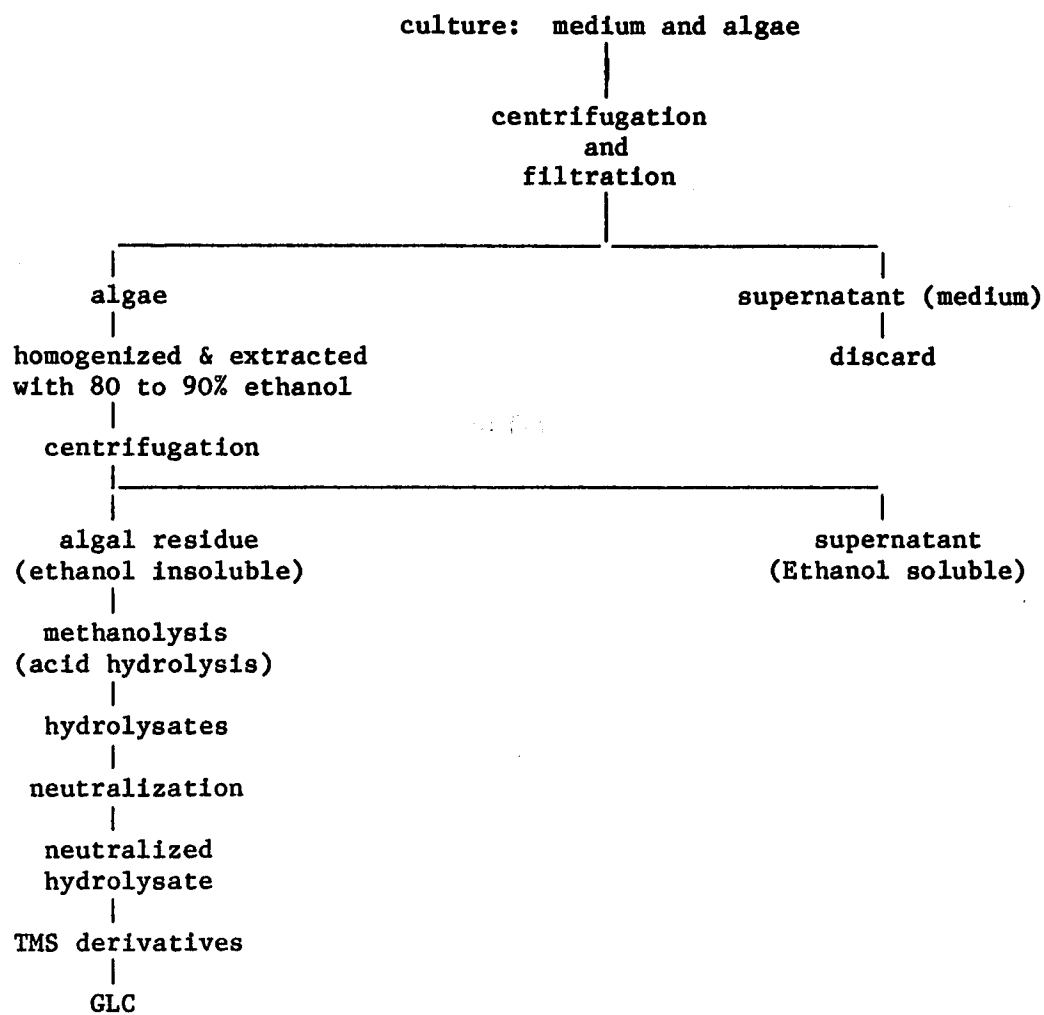 culture: medium and algae
centrifugation
and
filtration
algae
supernatant (medium)
homogenized & extracted
with 80 to 90% ethanol
discard
centrifugation
algal residue
(ethanol insoluble)
supernatant
(Ethanol soluble)
methanolysis
(acid hydrolysis)
hydrolysates
neutralization
neutralized
hydrolysate
TMS derivatives
GLC